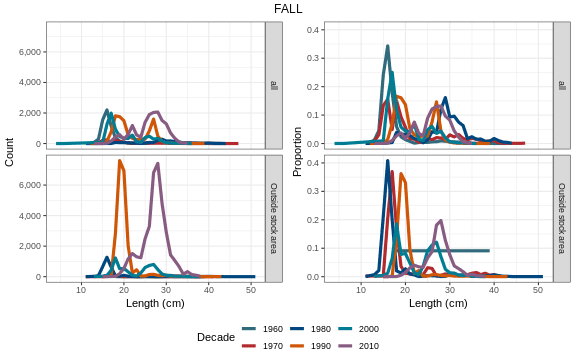 FALL
Count
6,000
4,000
2,000
0
all
6,000
4,000
2,000
0
Outside stock area
10 20 30 40 50
Length (cm)
Proportion
0.4
0.3
0.2
0.1
0.0
all
0.4
0.3
0.2
0.1
0.0
Outside stock area
10 20 30 40 50
Length (cm)
Decade
1960 1980 2000
1970 1990 2010